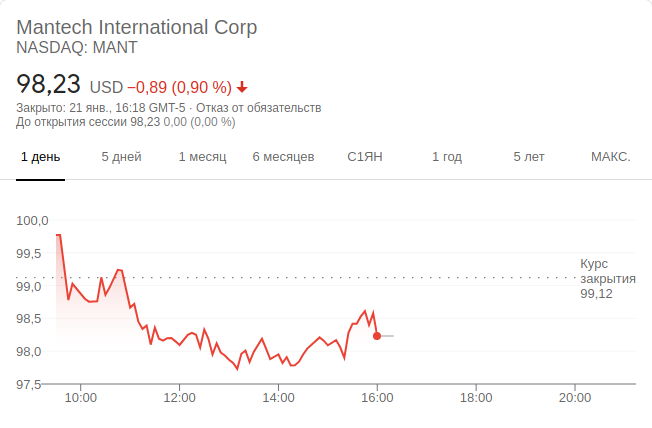 Mantech International Corp
NASDAQ: MANT
98,23 USD −0,89 (0,90 %)
Закрыто: 21 янв., 16:18 GMT-5 · Отказ от обязательств
До открытия сессии 98,23 0,00 (0,00 %)
1 день 5 дней 1 месяц 6 месяцев С1ЯН 1 год 5 лет МАКС.
100,0
99,5
99,0
98,5
98,0
97,5
Курс
закрытия
99,12
10:00 12:00 14:00 16:00 18:00 20:00